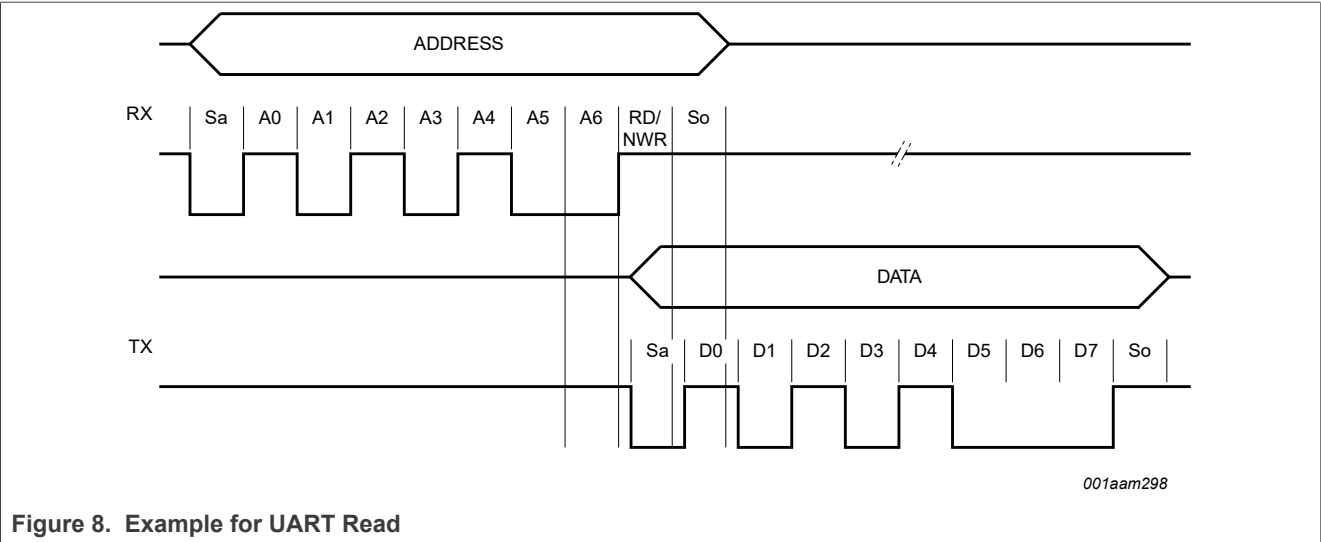 ADDRESS
RX Sa A0 A1 A2 A3 A4 A5 A6 RD/ So
NWR
DATA
TX Sa D0 D1 D2 D3 D4 D5 D6 D7 So
001aam298
Figure 8. Example for UART Read